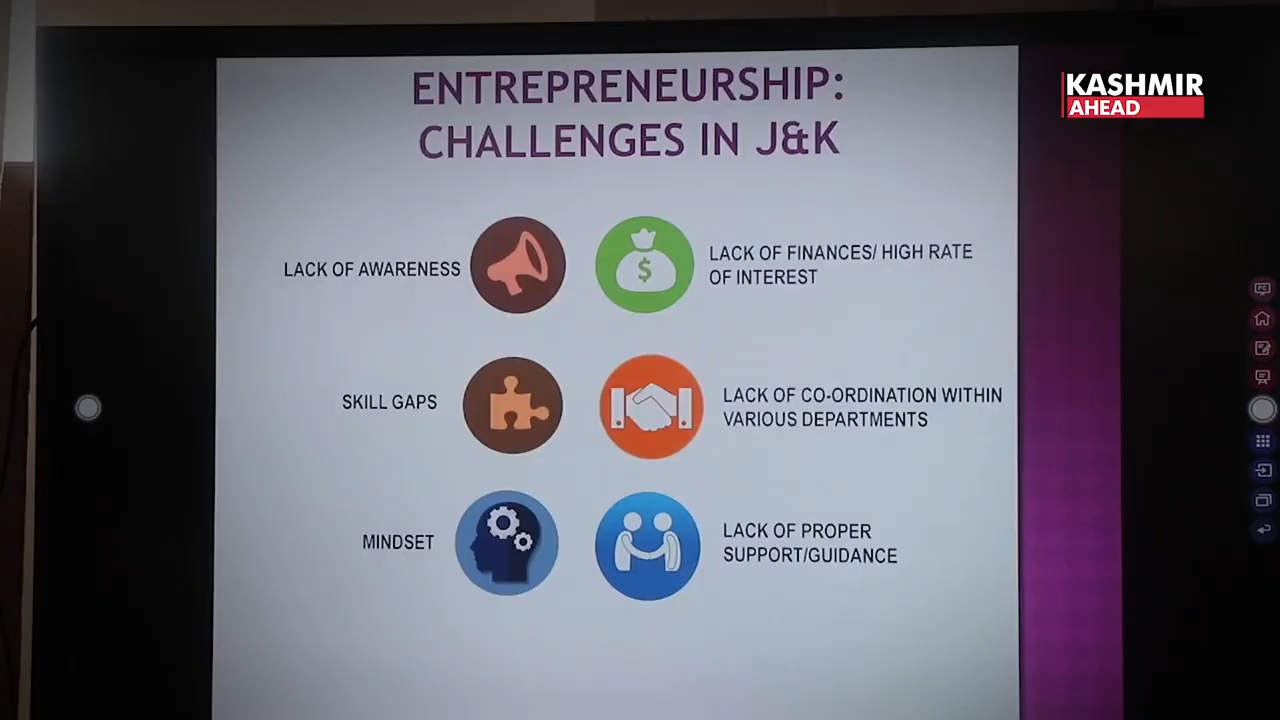 ENTREPRENEURSHIP:
CHALLENGES IN J&K
KASHMIR
AHEAD
LACK OF AWARENESS
$
LACK OF FINANCES/ HIGH RATE
OF INTEREST
SKILL GAPS
LACK OF CO-ORDINATION WITHIN
VARIOUS DEPARTMENTS
MINDSET
LACK OF PROPER
SUPPORT/GUIDANCE
PC